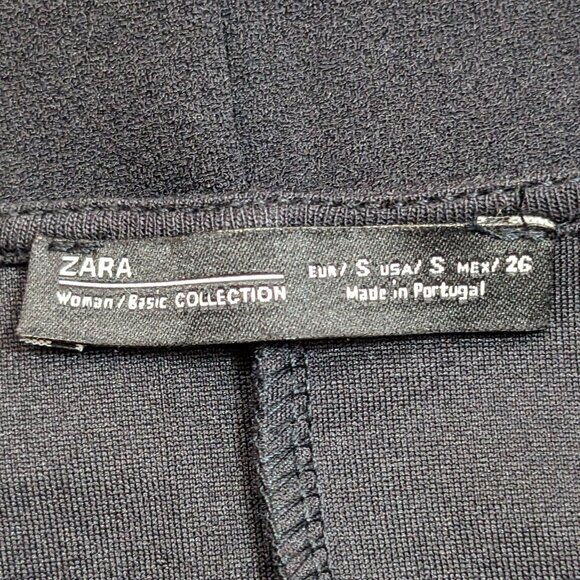 ZARA
Woman / Basic COLLECTION
EUR/ S USA/ S MEX/ 26
Made in Portugal